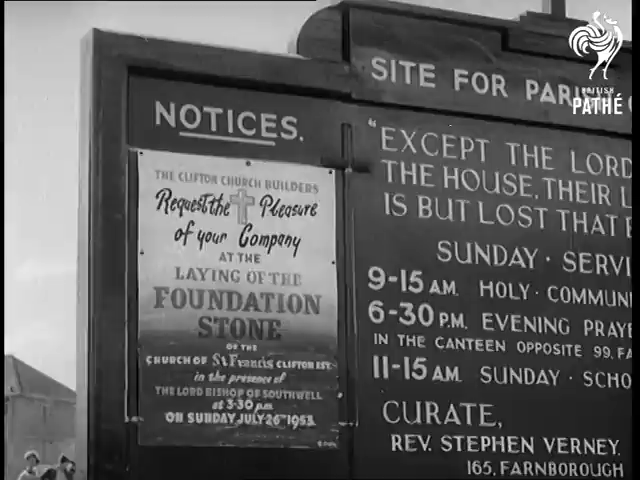 NOTICES.
THE CLIFTON CHURCH BUILDERS
Request the Pleasure
of your Company
AT THE
LAYING OF THE
FOUNDATION
STONE
OF THE
CHURCH OF St Francis CLIFTON EST.
in the presence of
THE LORD BISHOP OF SOUTHWELL
at 3-30 p.m.
ON SUNDAY, JULY 26TH 1953.
SITE FOR PARI
"EXCEPT THE LORD
THE HOUSE, THEIR L
IS BUT LOST THAT B
SUNDAY · SERVI
9-15 AM. HOLY · COMMUNI
6-30 P.M. EVENING PRAYE
IN THE CANTEEN OPPOSITE 99, FA
11-15 AM. SUNDAY · SCHO
CURATE,
REV. STEPHEN VERNEY.
165, FARNBOROUGH
BRITISH
PATHÉ